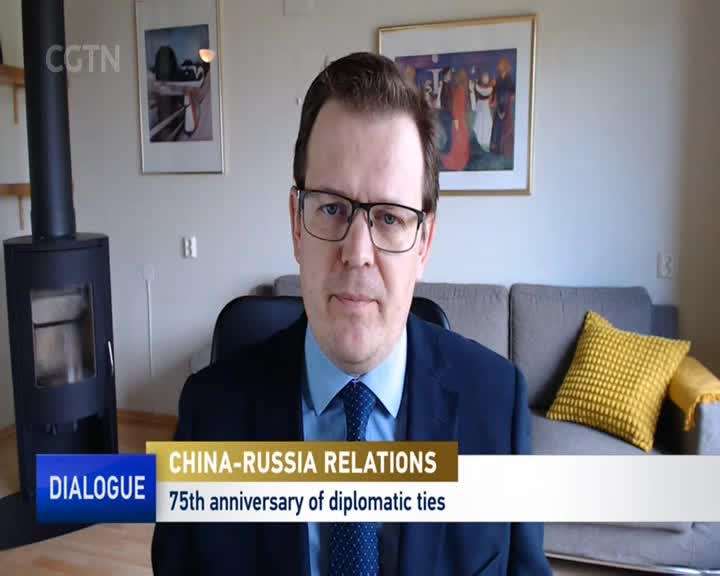 CGTN
CHINA-RUSSIA RELATIONS
DIALOGUE
75th anniversary of diplomatic ties